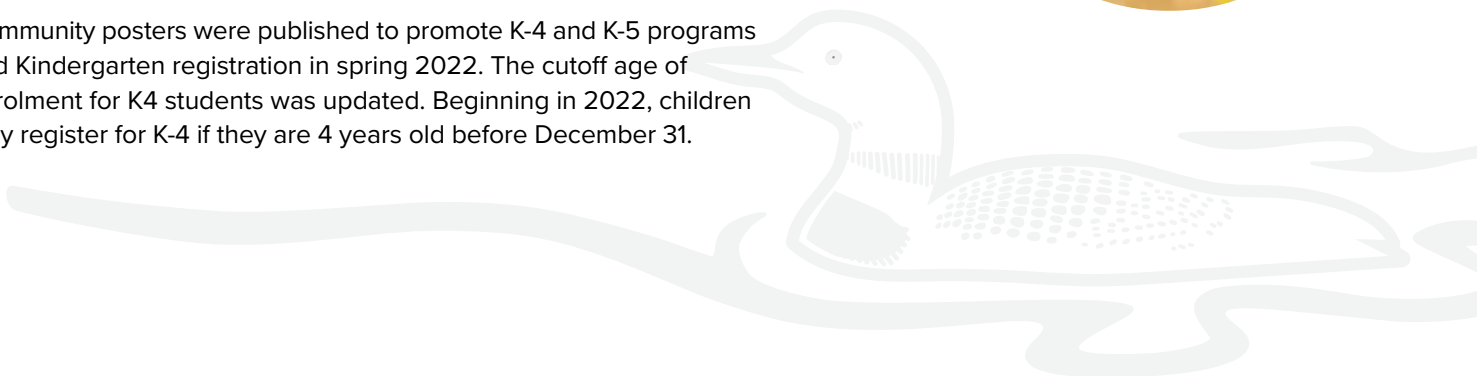 mmunity posters were published to promote K-4 and K-5 programs
d Kindergarten registration in spring 2022. The cutoff age of
rolment for K4 students was updated. Beginning in 2022, children
y register for K-4 if they are 4 years old before December 31.